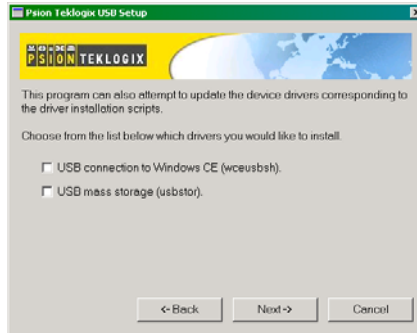 Psion Teklogix USB Setup
PSION TEKLOGIX
This program can also attempt to update the device drivers corresponding to
the driver installation scripts.
Choose from the list below which drivers you would like to install.
USB connection to Windows CE (wceusbsh).
USB mass storage (usbstor).
<- Back
Next ->
Cancel